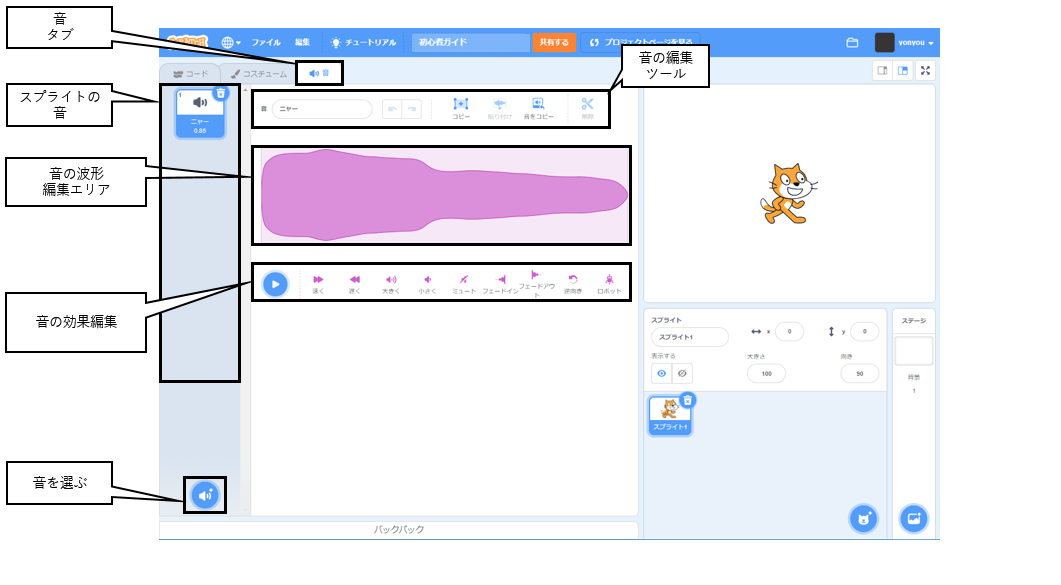 音
タブ
SCRATCH
ファイル
編集
チュートリアル
初心者ガイド
共有する
プロジェクトページを見る
yonyou
音の編集
ツール
コード
コスチューム
音
スプライトの
音
1
ニャー
0.85
音
ニャー
コピー
貼り付け
音をコピー
削除
音の波形
編集エリア
速く
遅く
大きく
小さく
ミュート
フェードイン
フェードアウ
ト
逆向き
ロボット
音の効果編集
音を選ぶ
バックパック
スプライト
スプライト1
x
0
y
0
表示する
大きさ
100
向き
90
スプライト1
ステージ
背景
1